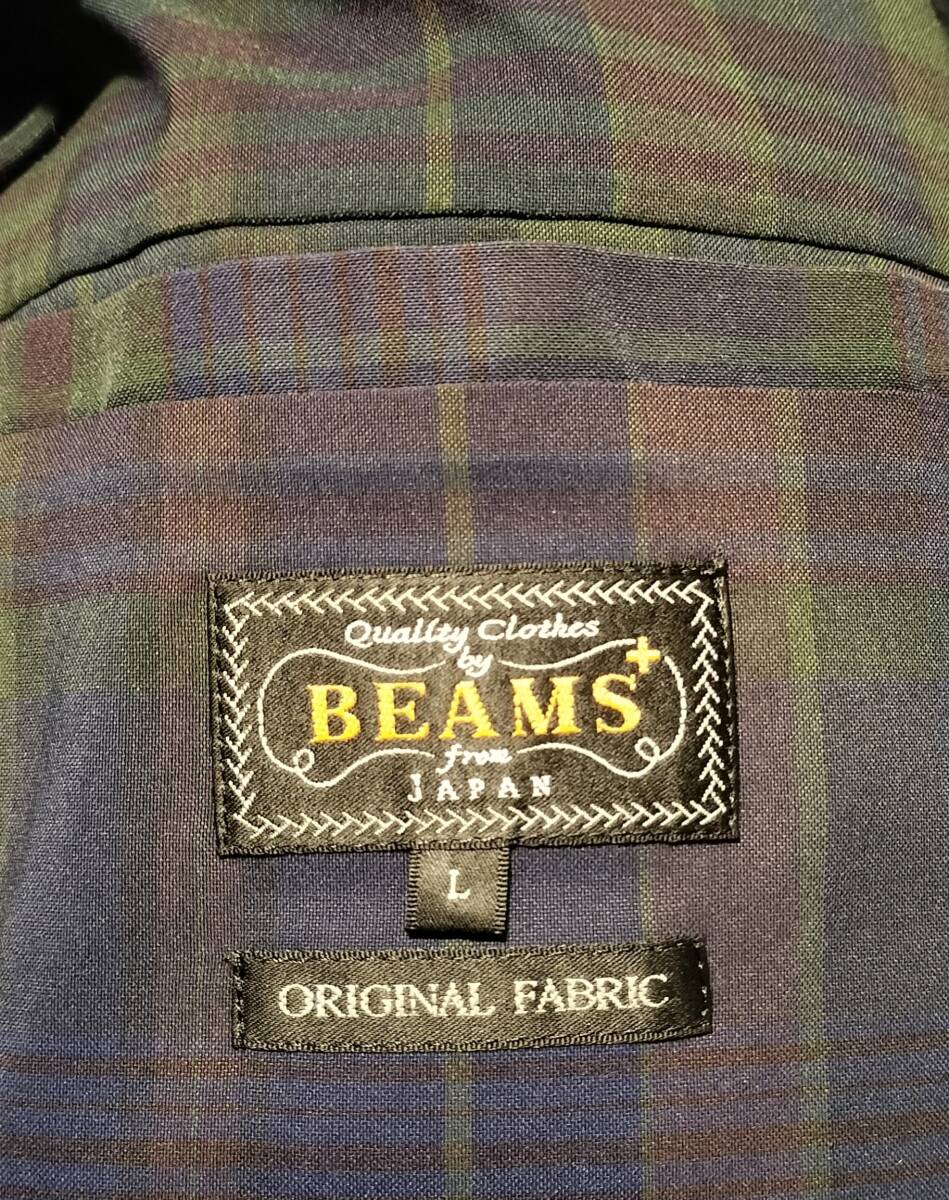 Quality Clothes
by
BEAMS+
from
JAPAN
L
ORIGINAL FABRIC